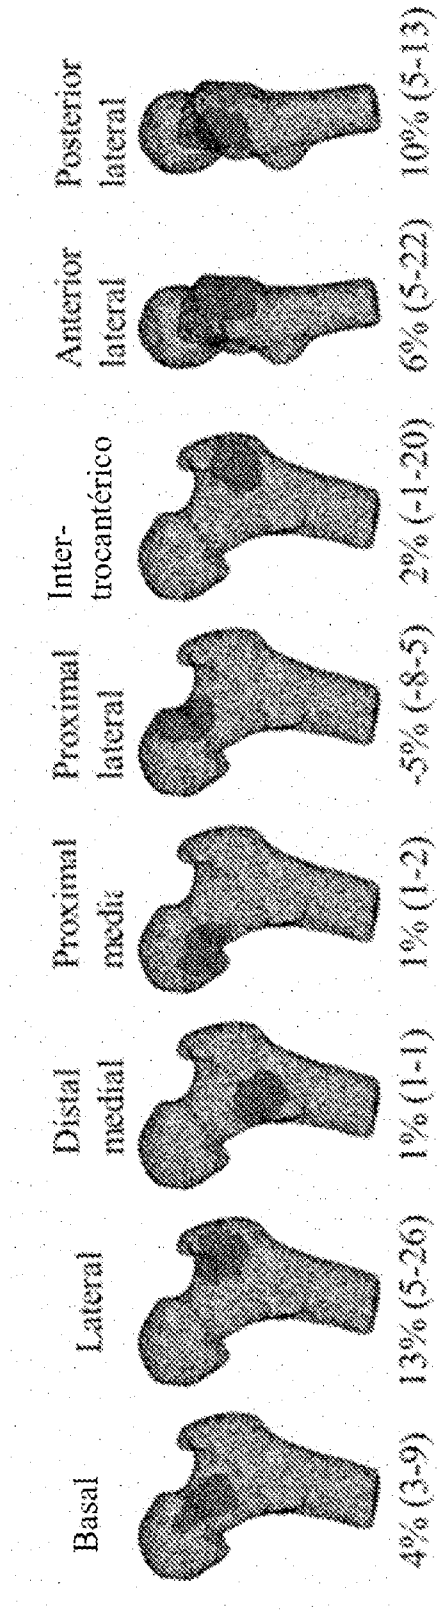 Basal
4% (3-9)
Lateral
13% (5-26)
Distal
medial
1% (1-1)
Proximal
media
1% (1-2)
Proximal
lateral
-5% (-8-5)
Inter-
trocantérico
2% (-1-20)
Anterior
lateral
6% (5-22)
Posterior
lateral
10% (5-13)